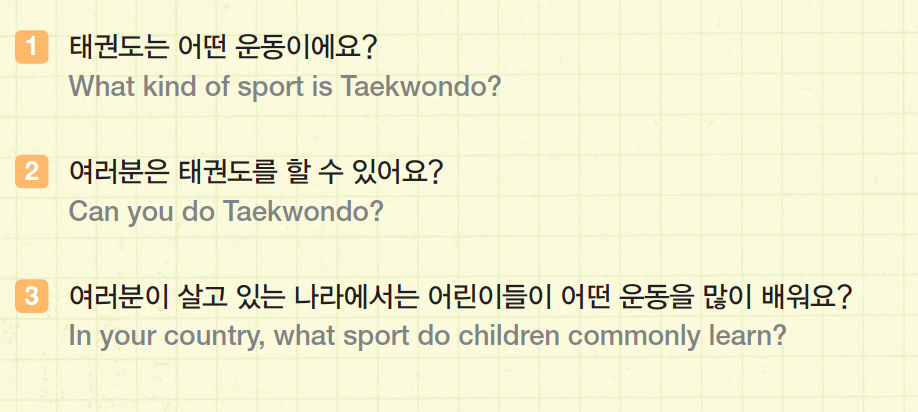 1 태권도는 어떤 운동이에요?
What kind of sport is Taekwondo?
2 여러분은 태권도를 할 수 있어요?
Can you do Taekwondo?
3 여러분이 살고 있는 나라에서는 어린이들이 어떤 운동을 많이 배워요?
In your country, what sport do children commonly learn?